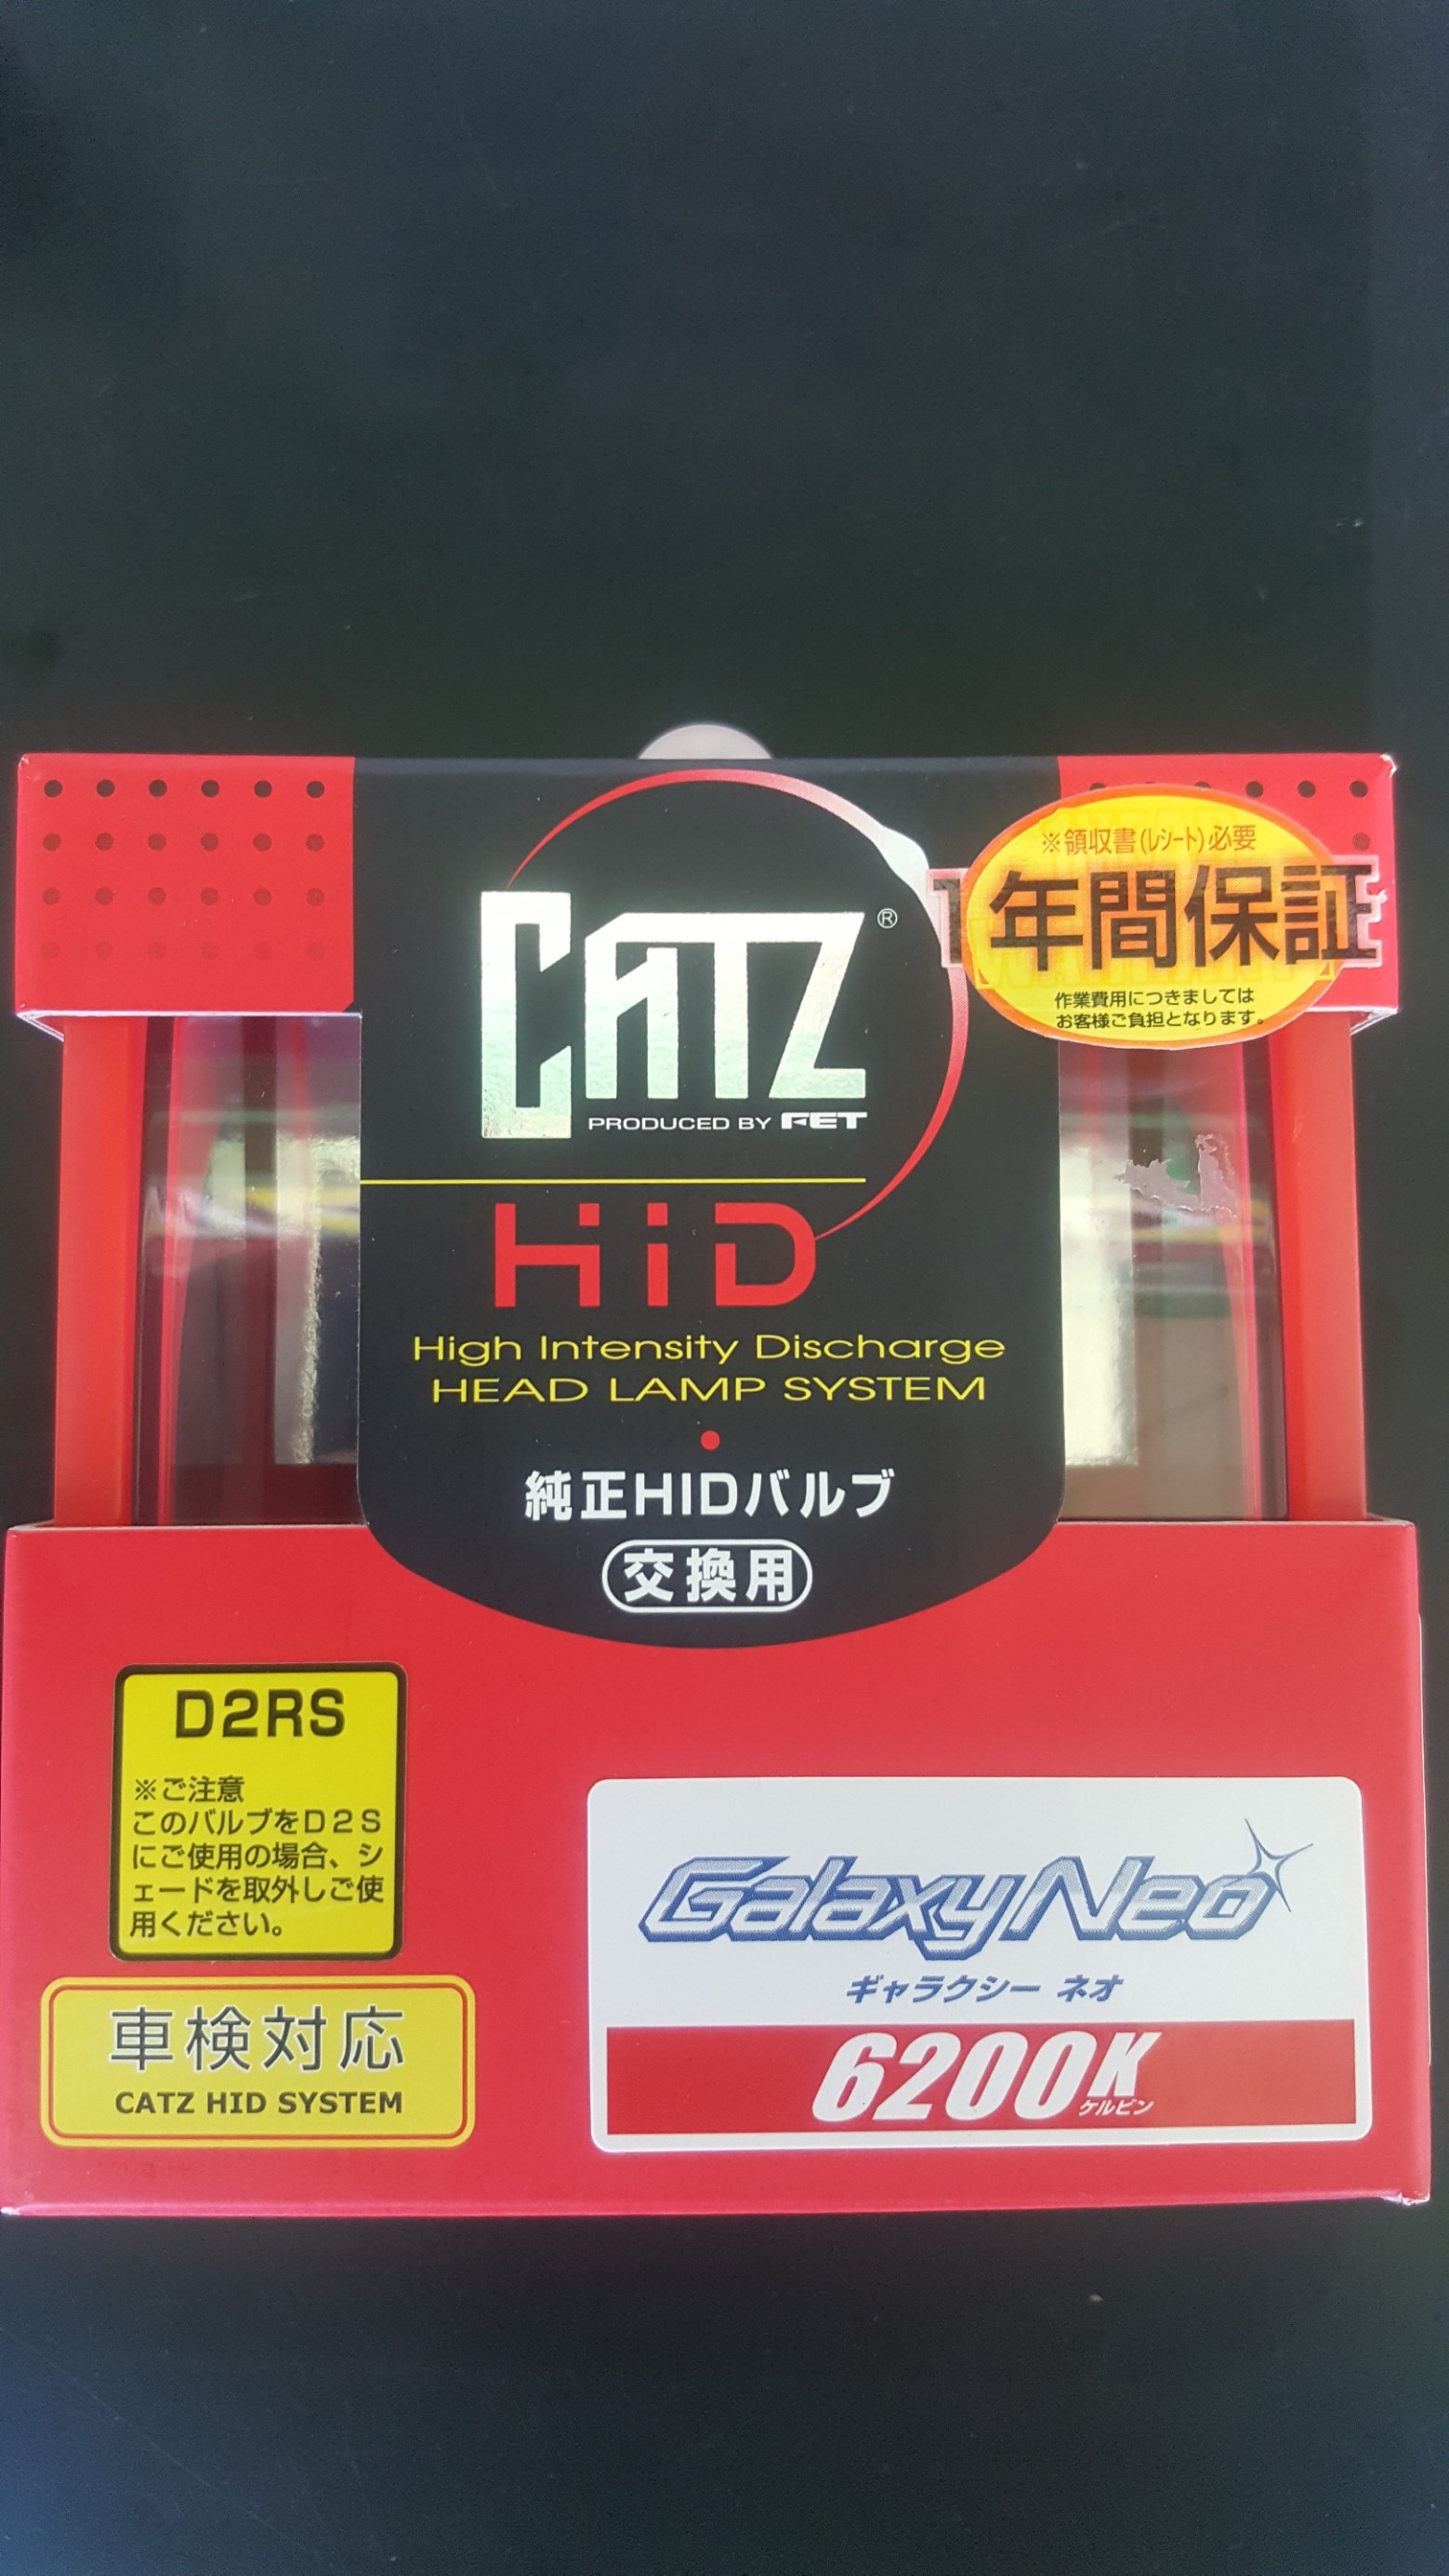 ※領収書(レシート)必要
1年間保証
作業費用につきましては
お客様ご負担となります。
CATZ®
PRODUCED BY FET
HiD
High Intensity Discharge
HEAD LAMP SYSTEM
純正HIDバルブ
交換用
D2RS
※ご注意
このバルブをD2S
にご使用の場合、シ
ェードを取外しご使
用ください。
車検対応
CATZ HID SYSTEM
GalaxyNeo
ギャラクシー ネオ
6200K
ケルビン